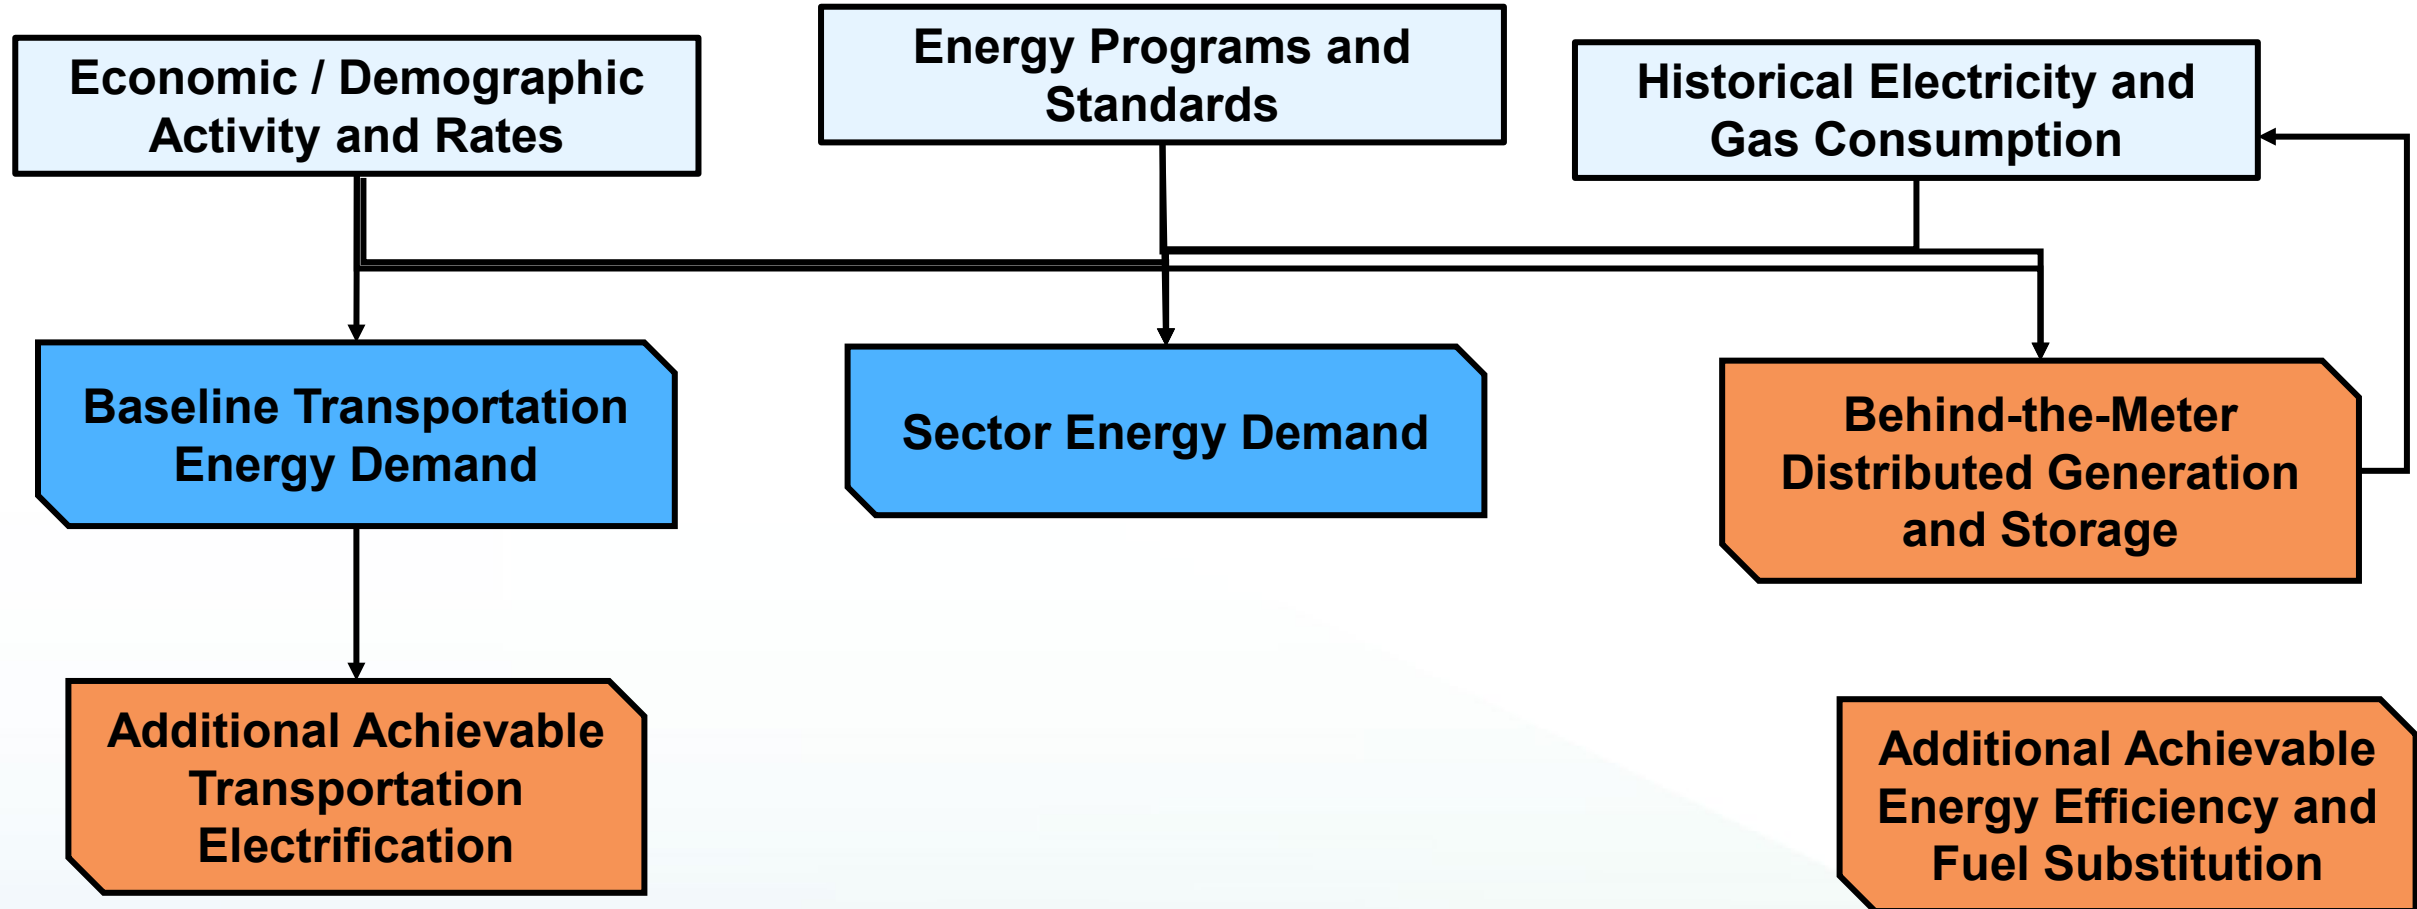 Economic / Demographic
Activity and Rates
Energy Programs and
Standards
Historical Electricity and
Gas Consumption
Baseline Transportation
Energy Demand
Sector Energy Demand
Behind-the-Meter
Distributed Generation
and Storage
Additional Achievable
Transportation
Electrification
Additional Achievable
Energy Efficiency and
Fuel Substitution